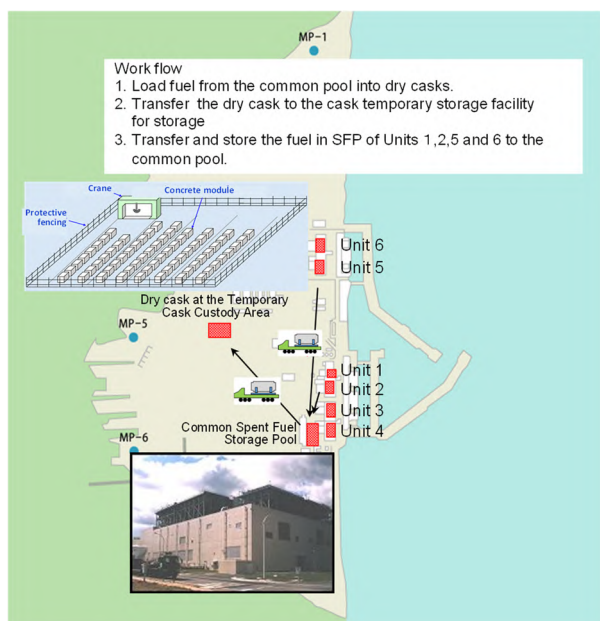 MP-1
Work flow
1. Load fuel from the common pool into dry casks.
2. Transfer the dry cask to the cask temporary storage facility
for storage
3. Transfer and store the fuel in SFP of Units 1,2,5 and 6 to the
common pool.
Crane
Concrete module
Protective
fencing
Unit 6
Unit 5
Dry cask at the Temporary
Cask Custody Area
MP-5
Unit 1
Unit 2
Unit 3
Common Spent Fuel
Storage Pool
Unit 4
MP-6